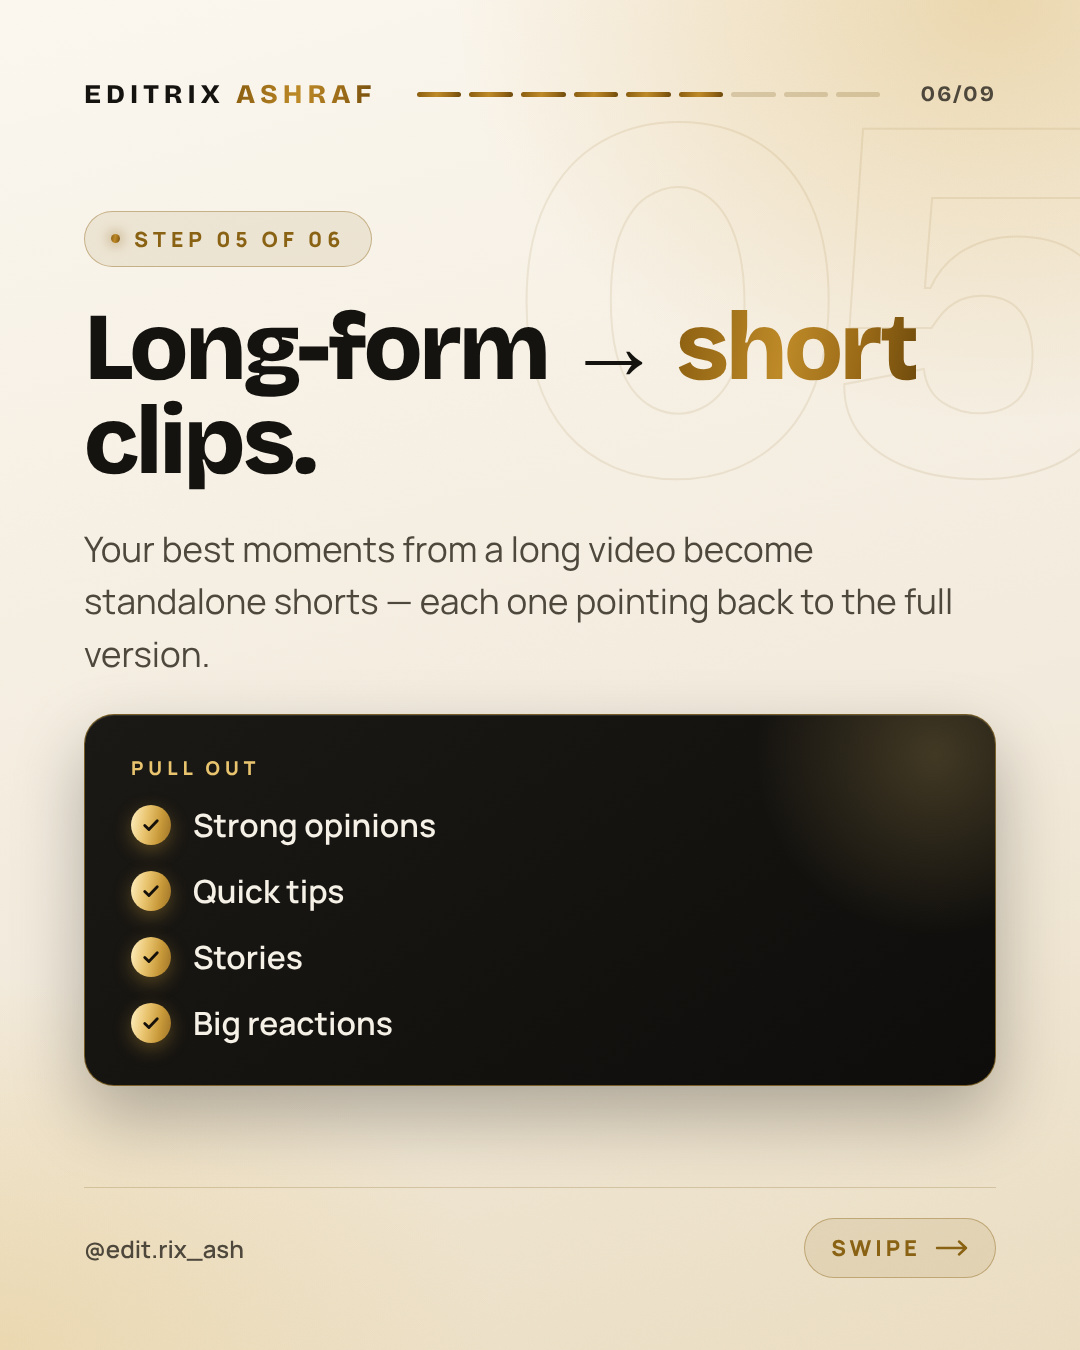 EDITRIX ASHRAF
06/09
05
STEP 05 OF 06
Long-form → short
clips.
Your best moments from a long video become
standalone shorts — each one pointing back to the full
version.
PULL OUT
Strong opinions
Quick tips
Stories
Big reactions
@edit.rix_ash
SWIPE →